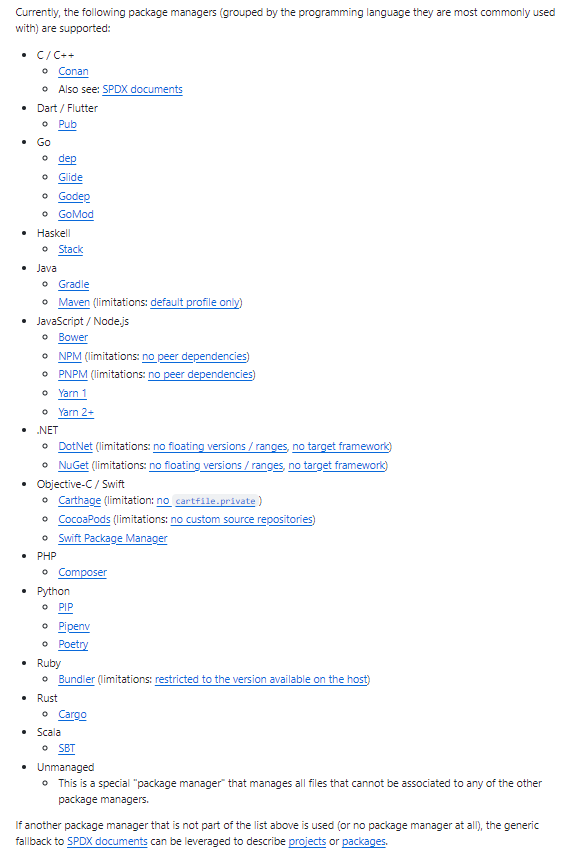 Currently, the following package managers (grouped by the programming language they are most commonly used
with) are supported:
C / C++
Conan
Also see: SPDX documents
Dart / Flutter
Pub
Go
dep
Glide
Godep
GoMod
Haskell
Stack
Java
Gradle
Maven (limitations: default profile only)
JavaScript / Node.js
Bower
NPM (limitations: no peer dependencies)
PNPM (limitations: no peer dependencies)
Yarn 1
Yarn 2+
.NET
DotNet (limitations: no floating versions / ranges, no target framework)
NuGet (limitations: no floating versions / ranges, no target framework)
Objective-C / Swift
Carthage (limitation: no cartfile.private )
CocoaPods (limitations: no custom source repositories)
Swift Package Manager
PHP
Composer
Python
PIP
Pipenv
Poetry
Ruby
Bundler (limitations: restricted to the version available on the host)
Rust
Cargo
Scala
SBT
Unmanaged
This is a special "package manager" that manages all files that cannot be associated to any of the other
package managers.
If another package manager that is not part of the list above is used (or no package manager at all), the generic
fallback to SPDX documents can be leveraged to describe projects or packages.